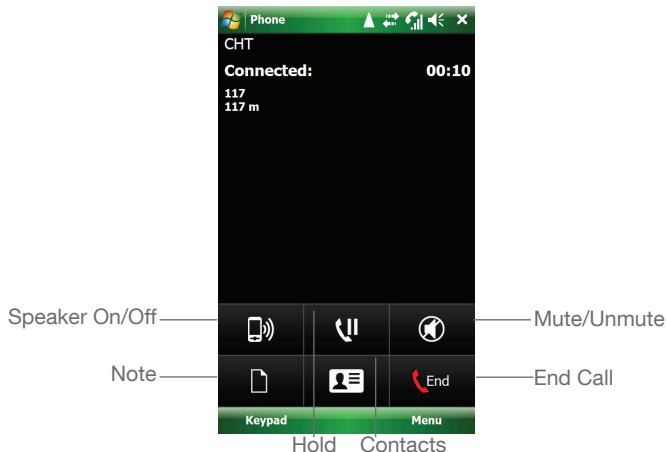 Phone
CHT
Connected: 00:10
117
117 m
Speaker On/Off
Mute/Unmute
Note
End
End Call
Keypad
Menu
Hold
Contacts